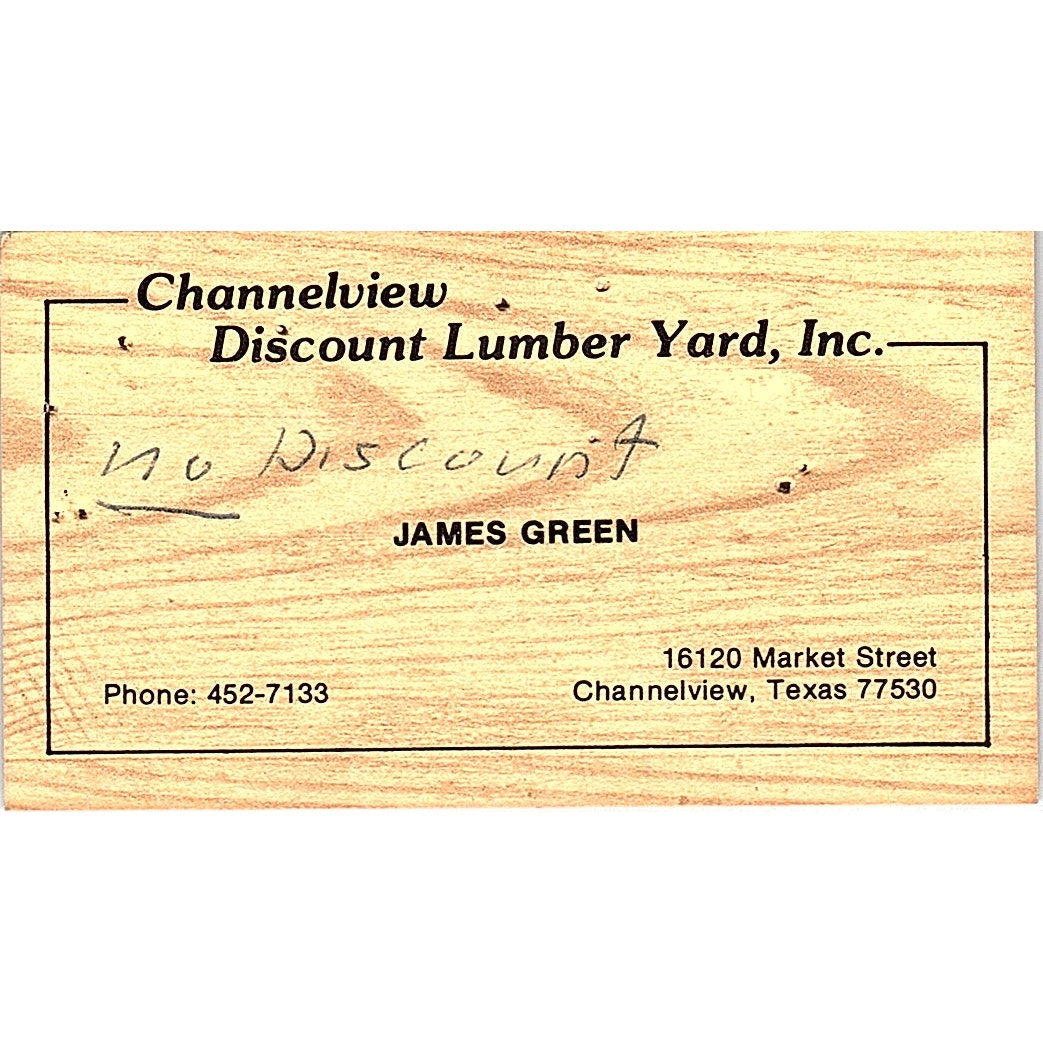 Channelview
Discount Lumber Yard, Inc.
no Discount
JAMES GREEN
16120 Market Street
Phone: 452-7133 Channelview, Texas 77530